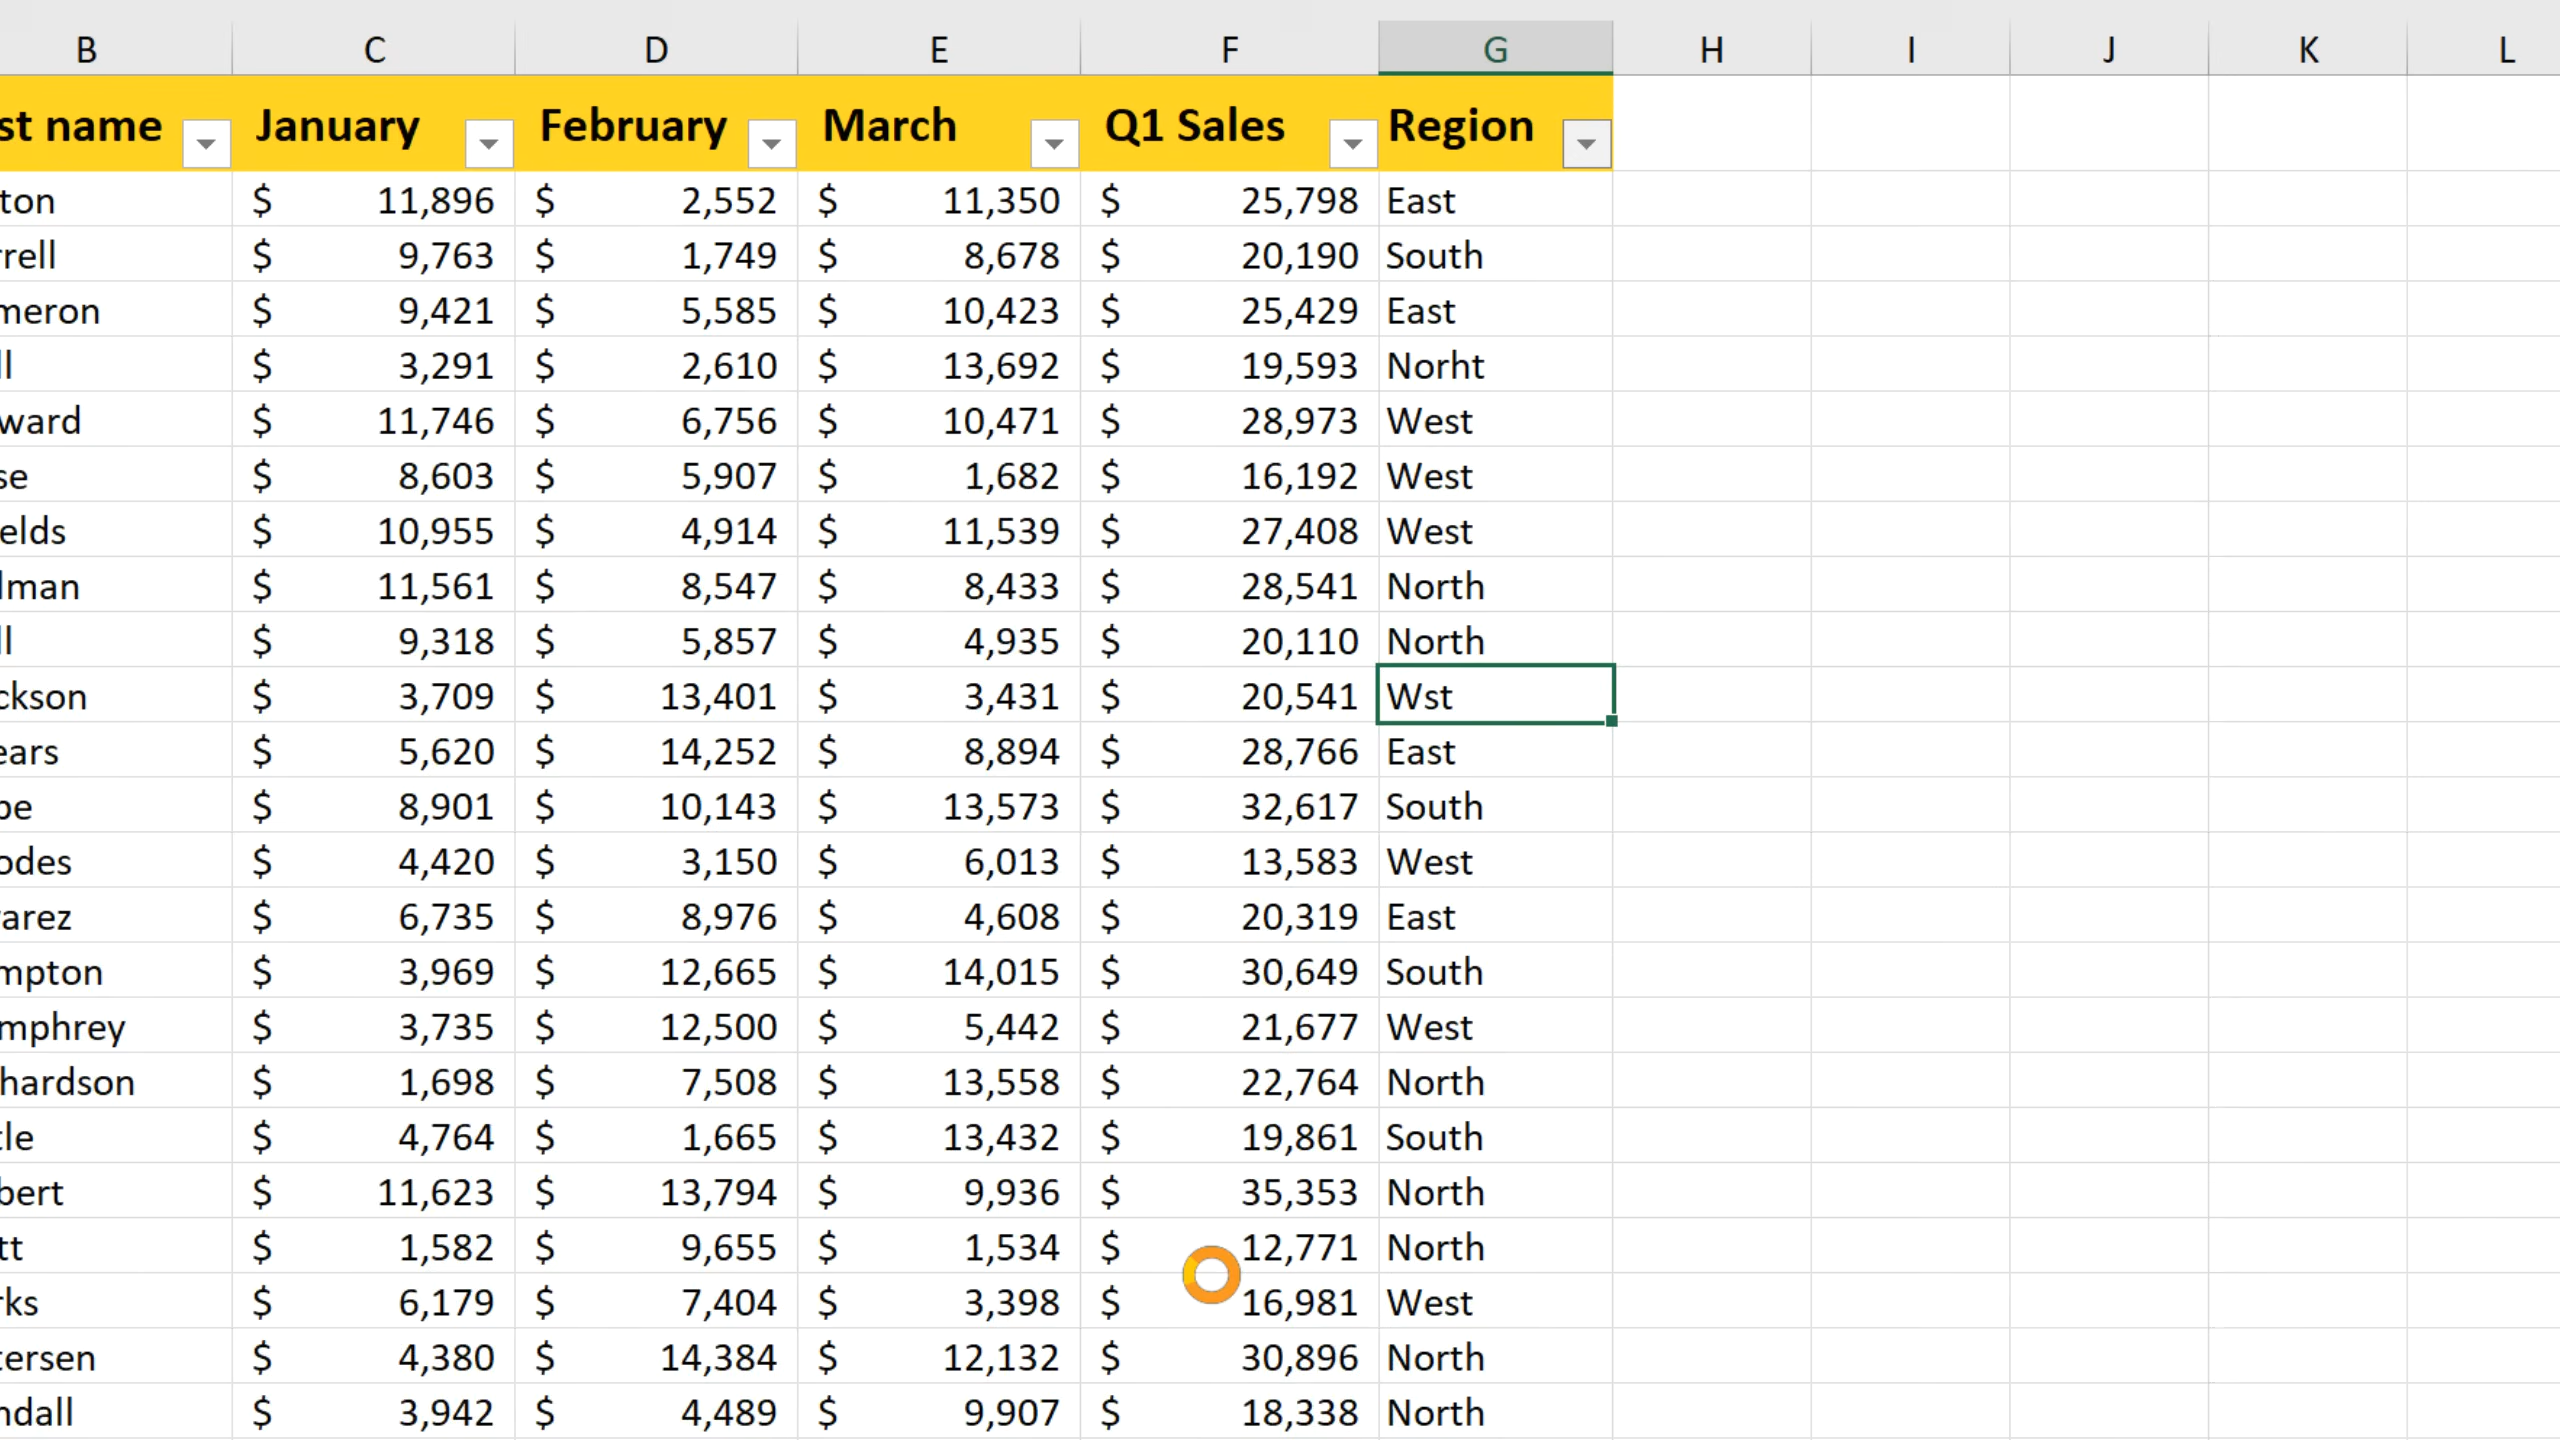 B C D E F G H I J K L
st name January February March Q1 Sales Region
ton $ 11,896 $ 2,552 $ 11,350 $ 25,798 East
rrell $ 9,763 $ 1,749 $ 8,678 $ 20,190 South
meron $ 9,421 $ 5,585 $ 10,423 $ 25,429 East
ll $ 3,291 $ 2,610 $ 13,692 $ 19,593 Norht
ward $ 11,746 $ 6,756 $ 10,471 $ 28,973 West
se $ 8,603 $ 5,907 $ 1,682 $ 16,192 West
elds $ 10,955 $ 4,914 $ 11,539 $ 27,408 West
lman $ 11,561 $ 8,547 $ 8,433 $ 28,541 North
ll $ 9,318 $ 5,857 $ 4,935 $ 20,110 North
ckson $ 3,709 $ 13,401 $ 3,431 $ 20,541 Wst
ears $ 5,620 $ 14,252 $ 8,894 $ 28,766 East
pe $ 8,901 $ 10,143 $ 13,573 $ 32,617 South
odes $ 4,420 $ 3,150 $ 6,013 $ 13,583 West
arez $ 6,735 $ 8,976 $ 4,608 $ 20,319 East
mpton $ 3,969 $ 12,665 $ 14,015 $ 30,649 South
mphrey $ 3,735 $ 12,500 $ 5,442 $ 21,677 West
hardson $ 1,698 $ 7,508 $ 13,558 $ 22,764 North
tle $ 4,764 $ 1,665 $ 13,432 $ 19,861 South
bert $ 11,623 $ 13,794 $ 9,936 $ 35,353 North
tt $ 1,582 $ 9,655 $ 1,534 $ 12,771 North
rks $ 6,179 $ 7,404 $ 3,398 $ 16,981 West
tersen $ 4,380 $ 14,384 $ 12,132 $ 30,896 North
ndall $ 3,942 $ 4,489 $ 9,907 $ 18,338 North